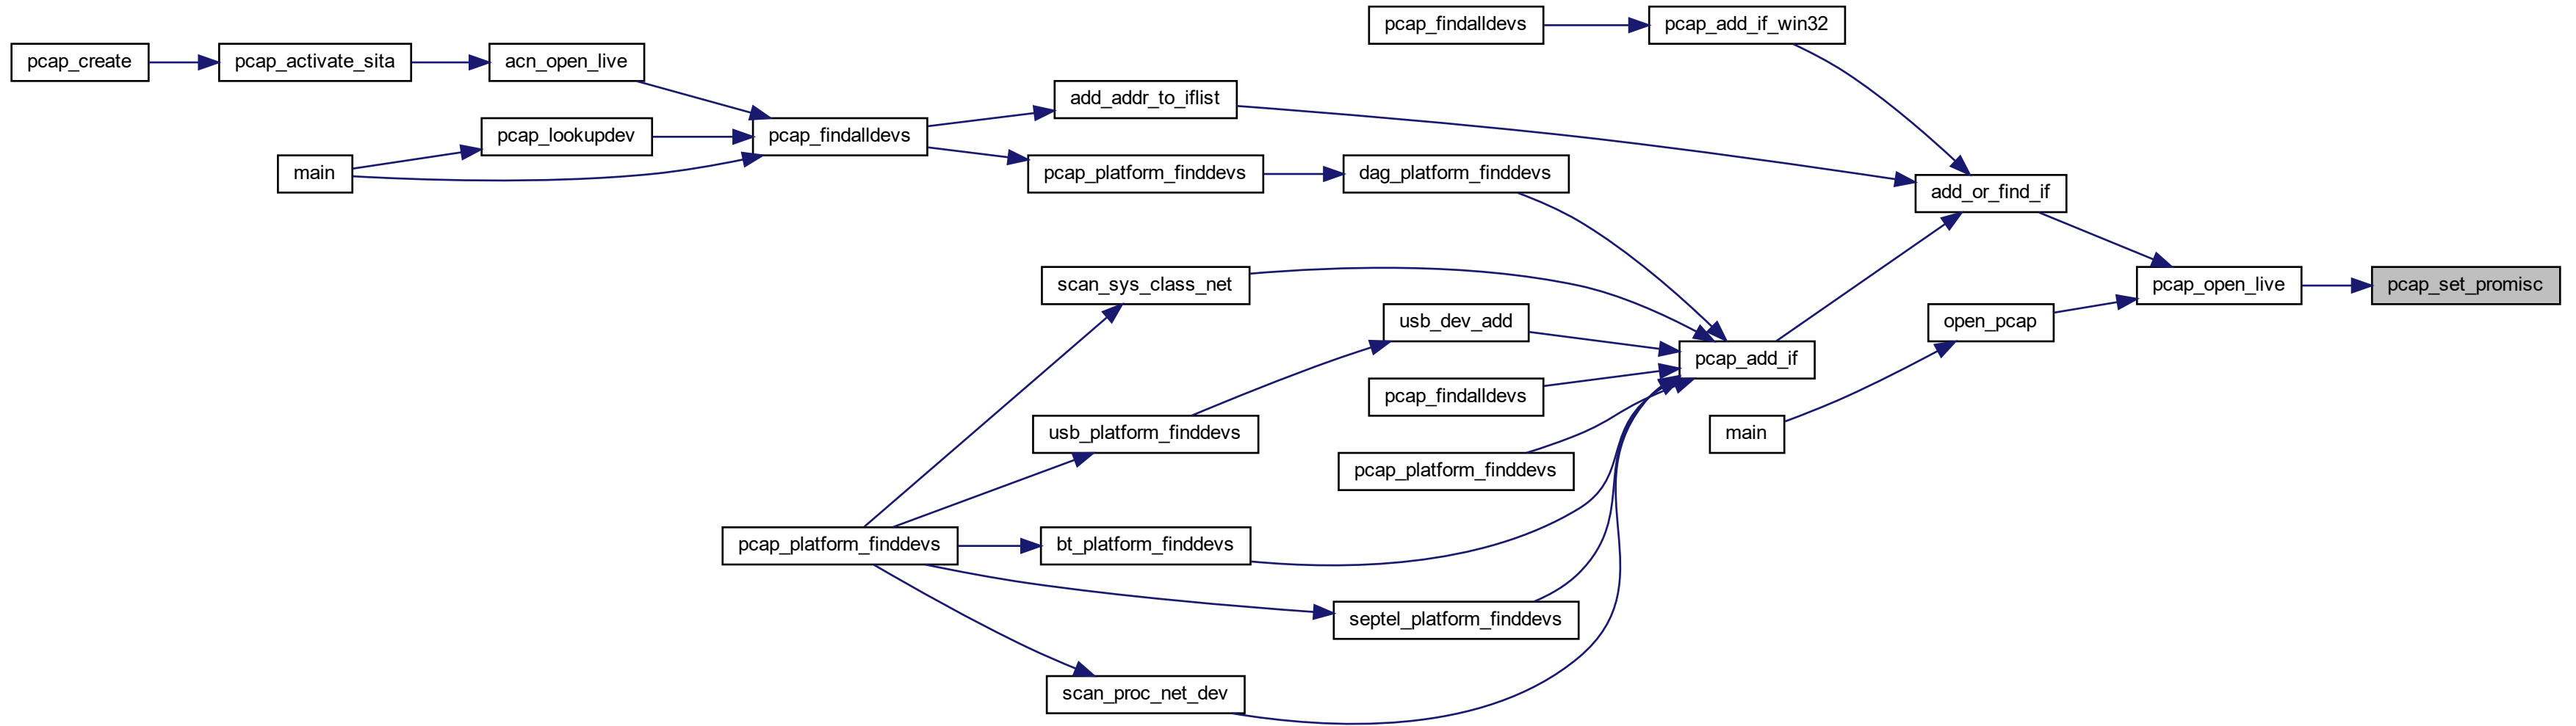 pcap_findalldevs
pcap_add_if_win32
pcap_create
pcap_activate_sita
acn_open_live
add_addr_to_iflist
pcap_lookupdev
pcap_findalldevs
main
pcap_platform_finddevs
dag_platform_finddevs
add_or_find_if
scan_sys_class_net
pcap_open_live
pcap_set_promisc
usb_dev_add
open_pcap
pcap_add_if
pcap_findalldevs
usb_platform_finddevs
main
pcap_platform_finddevs
pcap_platform_finddevs
bt_platform_finddevs
septel_platform_finddevs
scan_proc_net_dev